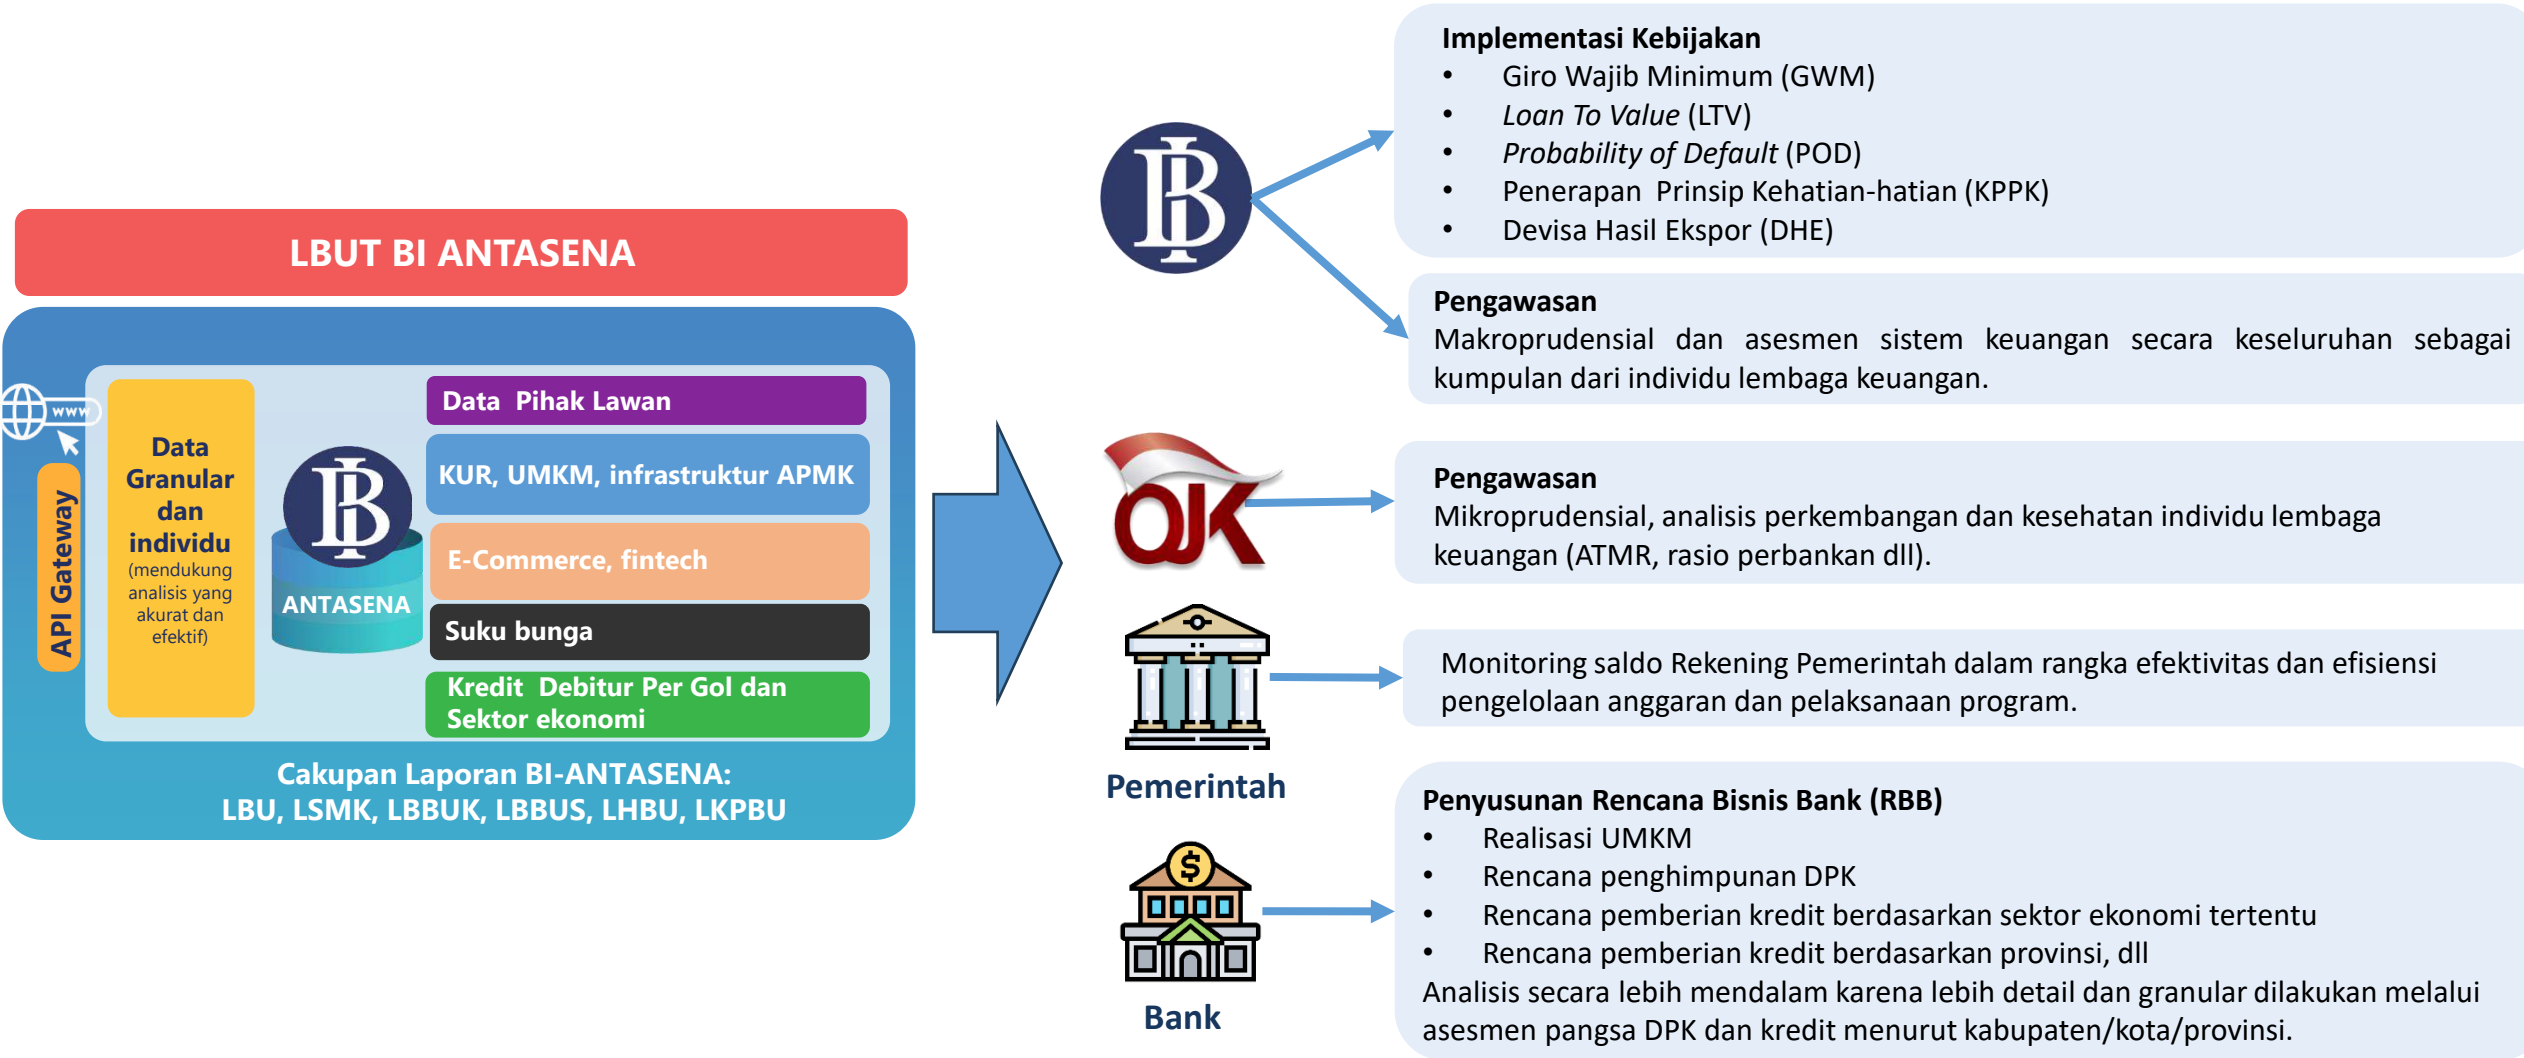 LBUT BI ANTASENA
www
API Gateway
Data
Granular
dan
individu
(mendukung
analisis yang
akurat dan
efektif)
BI
ANTASENA
Data  Pihak Lawan
KUR, UMKM, infrastruktur APMK
E-Commerce, fintech
Suku bunga
Kredit  Debitur Per Gol dan
Sektor ekonomi
Cakupan Laporan BI-ANTASENA:
LBU, LSMK, LBBUK, LBBUS, LHBU, LKPBU
BI
Implementasi Kebijakan
• Giro Wajib Minimum (GWM)
• Loan To Value (LTV)
• Probability of Default (POD)
• Penerapan  Prinsip Kehatian-hatian (KPPK)
• Devisa Hasil Ekspor (DHE)
Pengawasan
Makroprudensial dan asesmen sistem keuangan secara keseluruhan sebagai
kumpulan dari individu lembaga keuangan.
OJK
Pengawasan
Mikroprudensial, analisis perkembangan dan kesehatan individu lembaga
keuangan (ATMR, rasio perbankan dll).
Pemerintah
Monitoring saldo Rekening Pemerintah dalam rangka efektivitas dan efisiensi
pengelolaan anggaran dan pelaksanaan program.
$
Bank
Penyusunan Rencana Bisnis Bank (RBB)
• Realisasi UMKM
• Rencana penghimpunan DPK
• Rencana pemberian kredit berdasarkan sektor ekonomi tertentu
• Rencana pemberian kredit berdasarkan provinsi, dll
Analisis secara lebih mendalam karena lebih detail dan granular dilakukan melalui
asesmen pangsa DPK dan kredit menurut kabupaten/kota/provinsi.